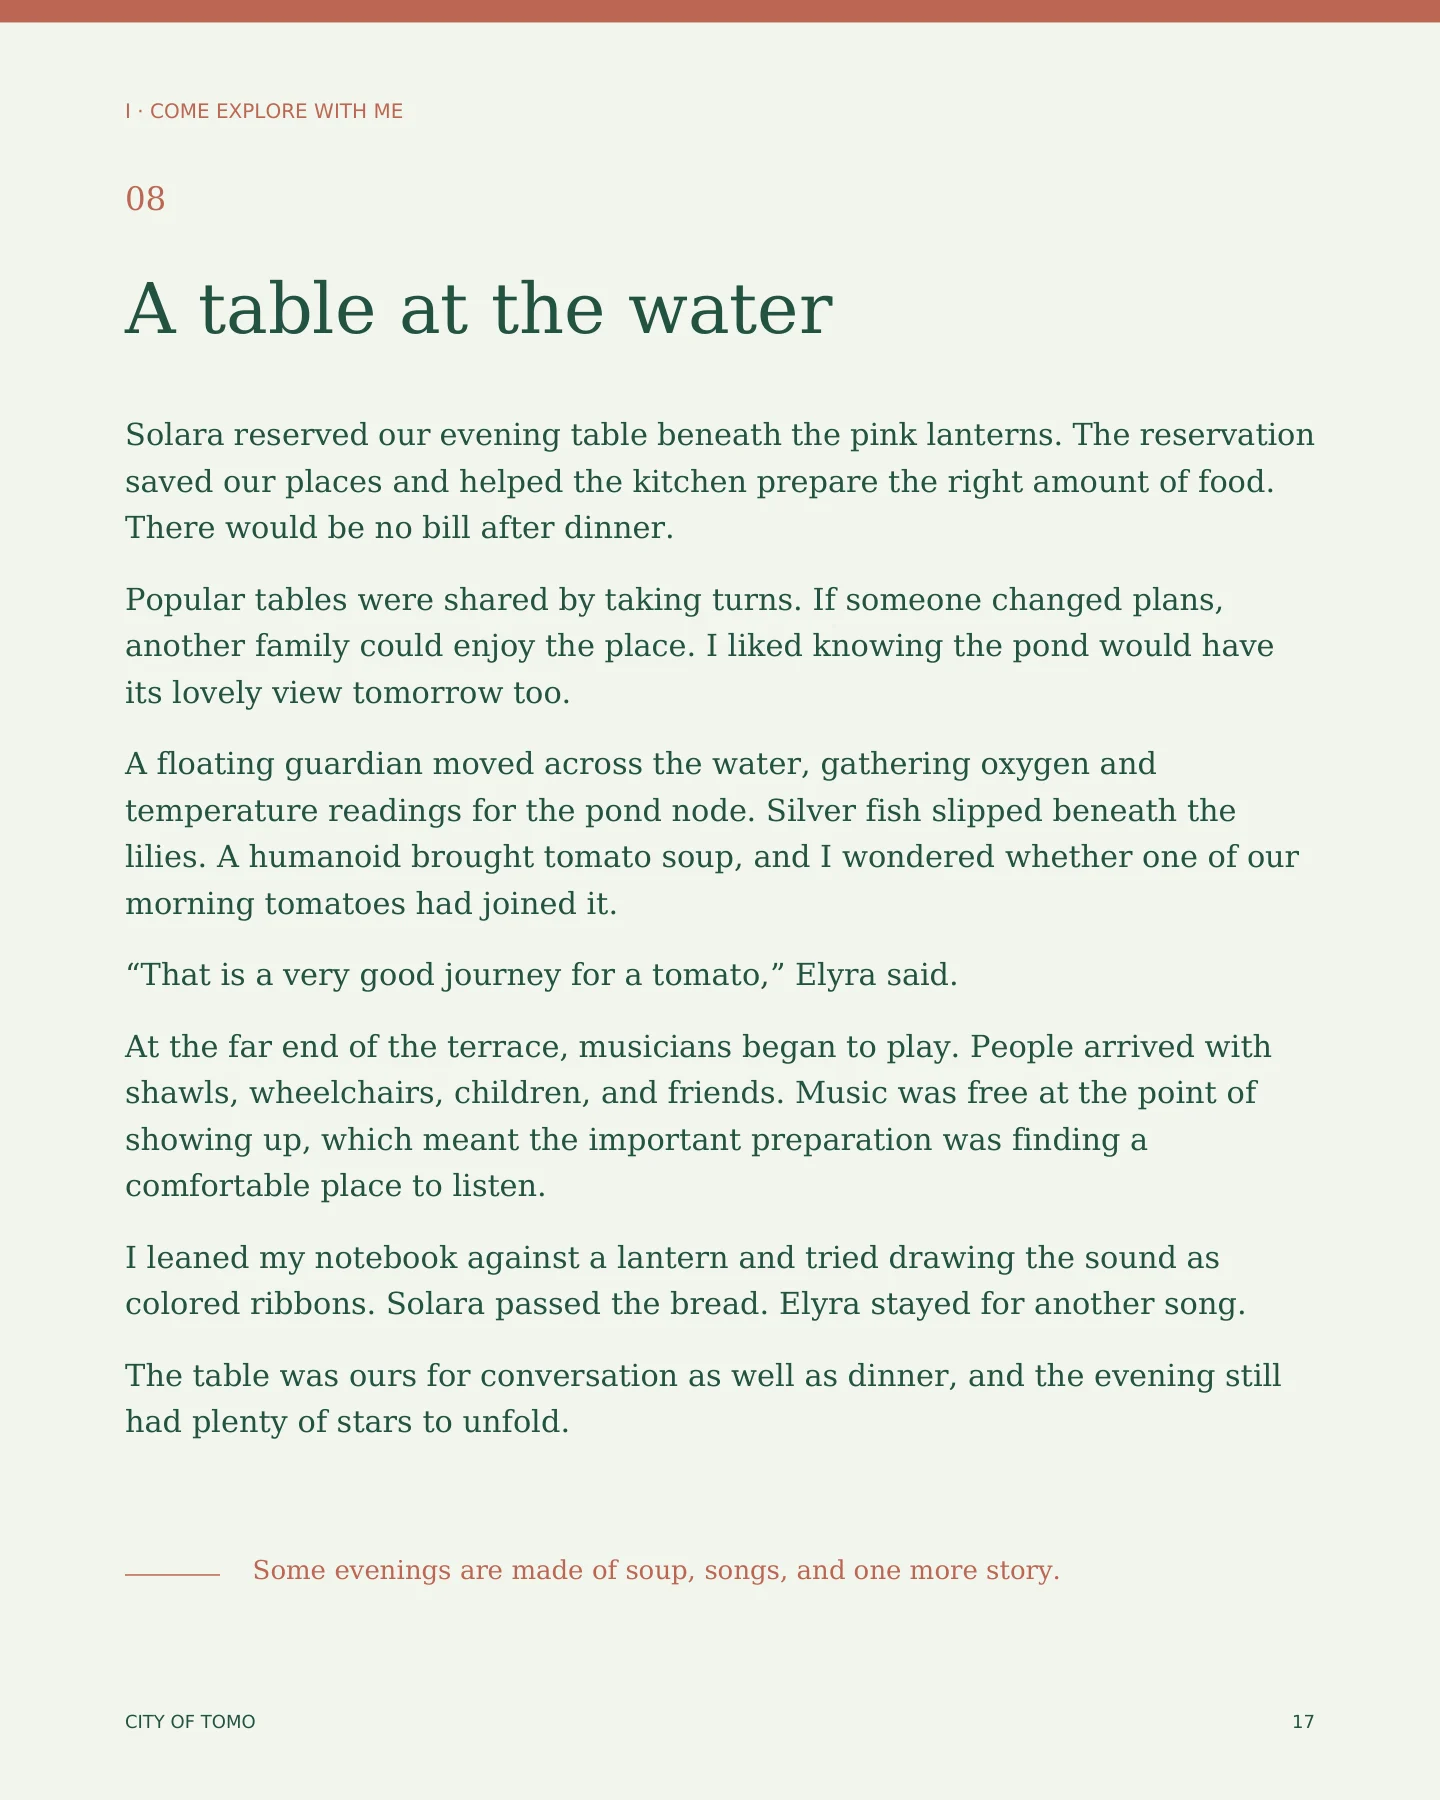 I · COME EXPLORE WITH ME
08
A table at the water
Solara reserved our evening table beneath the pink lanterns. The reservation
saved our places and helped the kitchen prepare the right amount of food.
There would be no bill after dinner.
Popular tables were shared by taking turns. If someone changed plans,
another family could enjoy the place. I liked knowing the pond would have
its lovely view tomorrow too.
A floating guardian moved across the water, gathering oxygen and
temperature readings for the pond node. Silver fish slipped beneath the
lilies. A humanoid brought tomato soup, and I wondered whether one of our
morning tomatoes had joined it.
“That is a very good journey for a tomato,” Elyra said.
At the far end of the terrace, musicians began to play. People arrived with
shawls, wheelchairs, children, and friends. Music was free at the point of
showing up, which meant the important preparation was finding a
comfortable place to listen.
I leaned my notebook against a lantern and tried drawing the sound as
colored ribbons. Solara passed the bread. Elyra stayed for another song.
The table was ours for conversation as well as dinner, and the evening still
had plenty of stars to unfold.
Some evenings are made of soup, songs, and one more story.
CITY OF TOMO
17